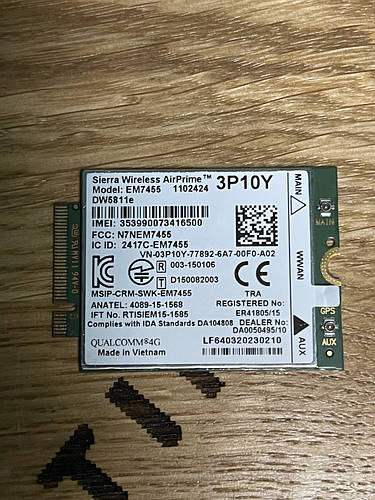 Sierra Wireless AirPrime™ 3P10Y
Model: EM7455 1102424
DW5811e
IMEI: 353990073416500
FCC: N7NEM7455
IC ID: 2417C-EM7455
VN-03P10Y-77892-6A7-00F0-A02
R 003-150106
T D150082003
MSIP-CRM-SWK-EM7455
ANATEL: 4089-15-1568
IFT No. RTISIEM15-1585
Complies with IDA Standards DA104808
TRA
REGISTERED No:
ER41805/15
DEALER No:
DA0050495/10
QUALCOMM 4G
Made in Vietnam
LF640320230210
MAIN
WWAN
AUX
MAIN
GPS
AUX